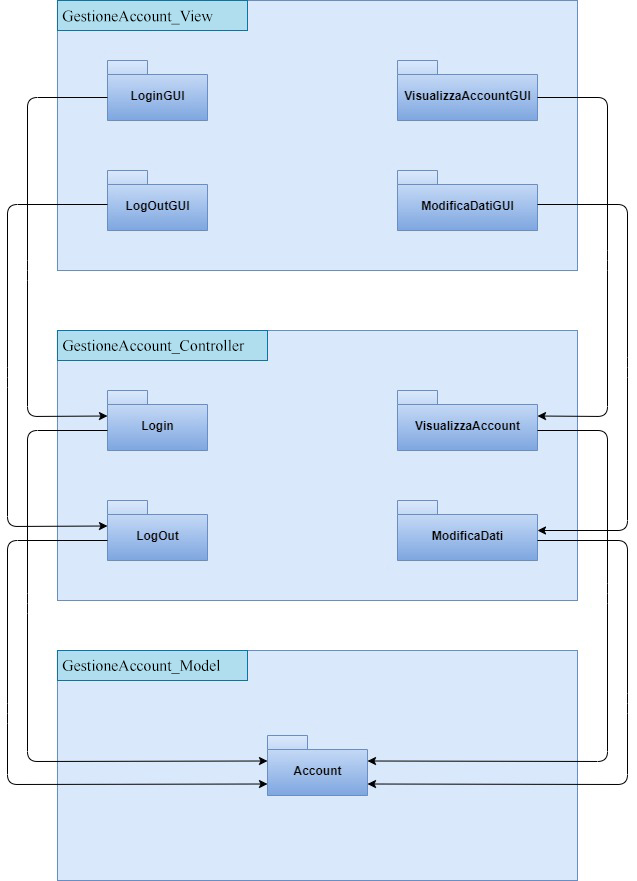 GestioneAccount_View
LoginGUI
VisualizzaAccountGUI
LogOutGUI
ModificaDatiGUI
GestioneAccount_Controller
Login
VisualizzaAccount
LogOut
ModificaDati
GestioneAccount_Model
Account